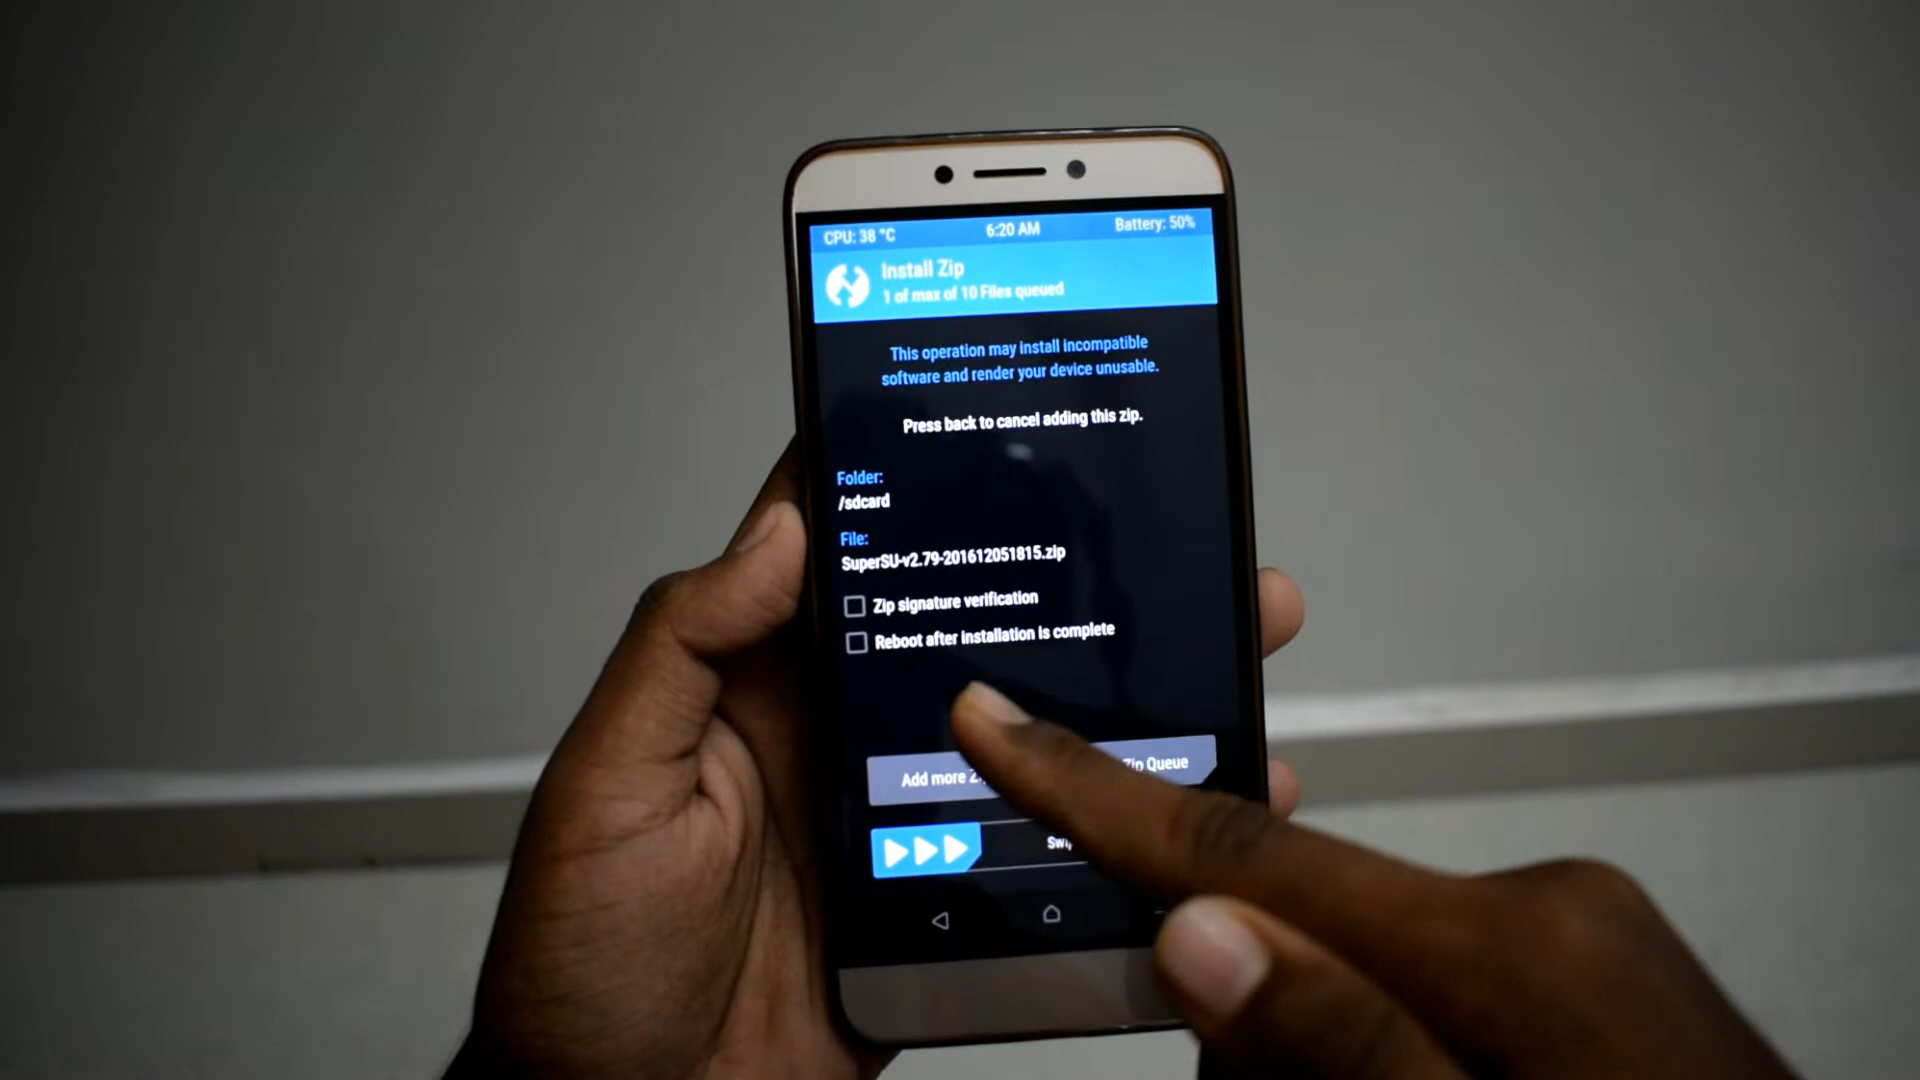 CPU: 38 °C 6:20 AM Battery: 50%
Install Zip
1 of max of 10 Files queued
This operation may install incompatible
software and render your device unusable.
Press back to cancel adding this zip.
Folder:
/sdcard
File:
SuperSU-v2.79-201612051815.zip
Zip signature verification
Reboot after installation is complete
Add more Zip Queue